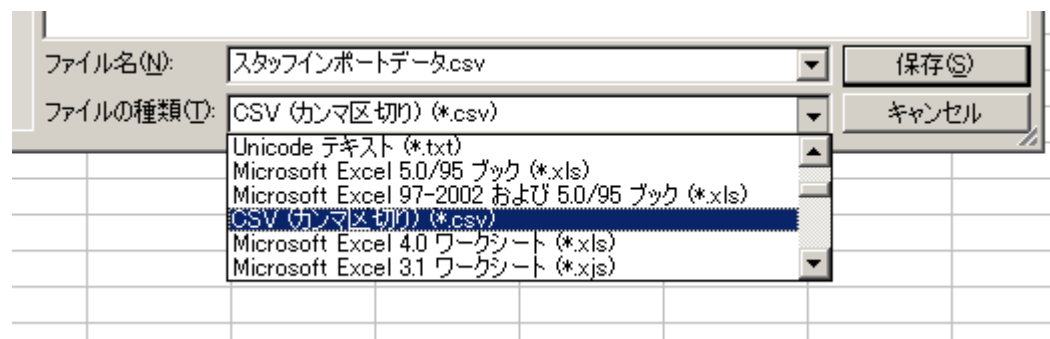 ファイル名(N): スタッフインポートデータ.csv 保存(S)
ファイルの種類(T): CSV (カンマ区切り) (*.csv) キャンセル
Unicode テキスト (*.txt)
Microsoft Excel 5.0/95 ブック (*.xls)
Microsoft Excel 97-2002 および 5.0/95 ブック (*.xls)
CSV (カンマ区切り) (*.csv)
Microsoft Excel 4.0 ワークシート (*.xls)
Microsoft Excel 3.1 ワークシート (*.xjs)